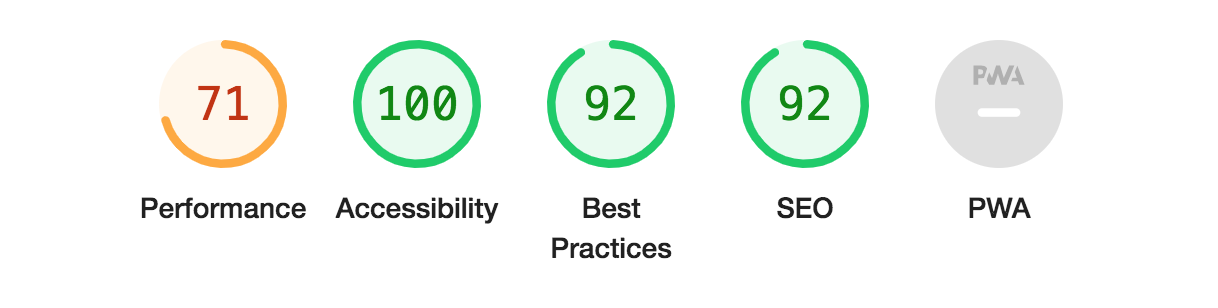 71
100
92
92
PWA
Performance
Accessibility
Best
Practices
SEO
PWA